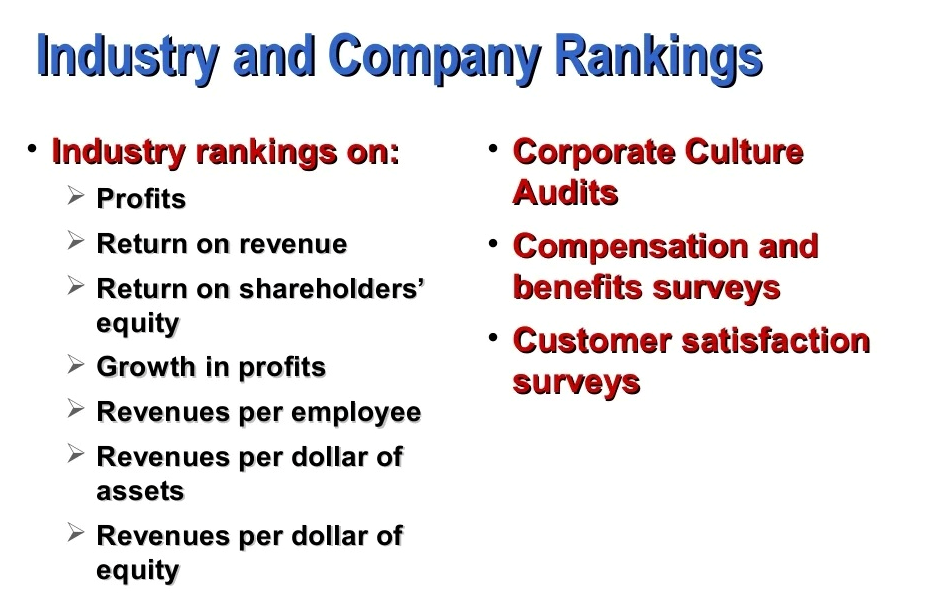 Industry and Company Rankings
• Industry rankings on:
➢ Profits
➢ Return on revenue
➢ Return on shareholders’
equity
➢ Growth in profits
➢ Revenues per employee
➢ Revenues per dollar of
assets
➢ Revenues per dollar of
equity
• Corporate Culture
Audits
• Compensation and
benefits surveys
• Customer satisfaction
surveys